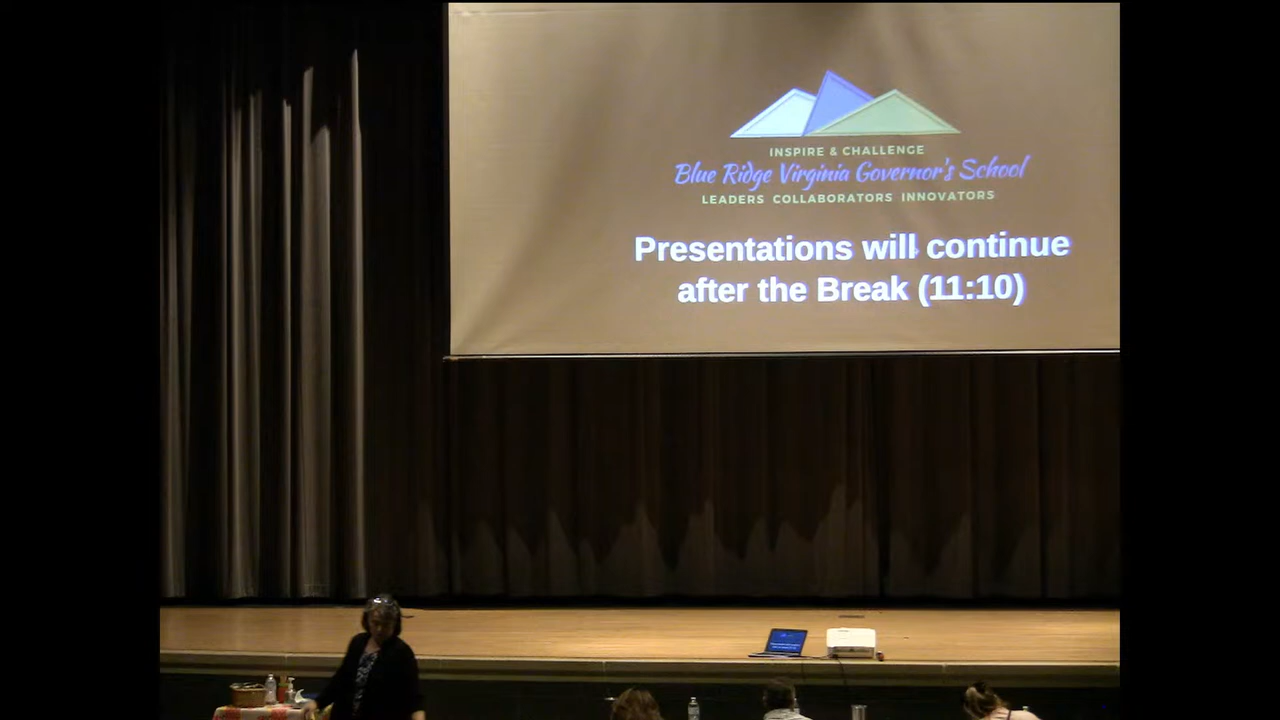 INSPIRE & CHALLENGE
Blue Ridge Virginia Governor's School
LEADERS COLLABORATORS INNOVATORS
Presentations will continue
after the Break (11:10)